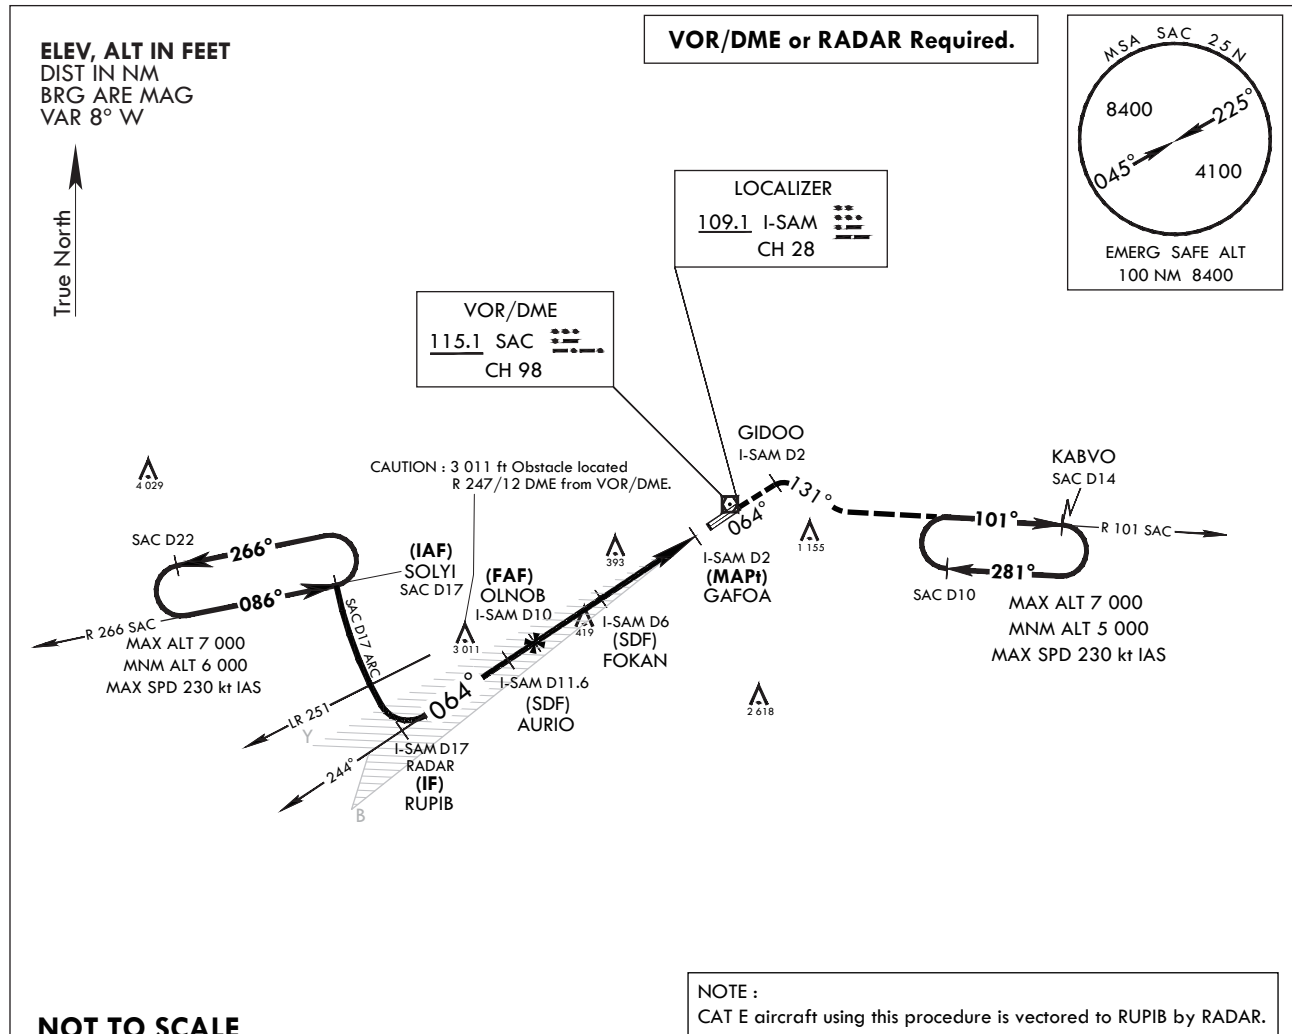 ELEV, ALT IN FEET
DIST IN NM
BRG ARE MAG
VAR 8° W
True North
VOR/DME or RADAR Required.
MSA SAC 25N
8400
225°
045°
4100
EMERG SAFE ALT
100 NM 8400
LOCALIZER
109.1 I-SAM
CH 28
VOR/DME
115.1 SAC
CH 98
GIDOO
I-SAM D2
131°
064°
KABVO
SAC D14
101°
R 101 SAC
281°
SAC D10
MAX ALT 7 000
MNM ALT 5 000
MAX SPD 230 kt IAS
1 155
I-SAM D2
(MAPt)
GAFOA
4 029
CAUTION : 3 011 ft Obstacle located
R 247/12 DME from VOR/DME.
SAC D22
266°
086°
(IAF)
SOLYI
SAC D17
R 266 SAC
MAX ALT 7 000
MNM ALT 6 000
MAX SPD 230 kt IAS
SAC D17 ARC
(FAF)
OLNOB
I-SAM D10
393
419
3 011
I-SAM D6
(SDF)
FOKAN
I-SAM D11.6
(SDF)
AURIO
064°
2 618
LR 251
Y
244°
I-SAM D17
RADAR
(IF)
RUPIB
B
NOTE :
CAT E aircraft using this procedure is vectored to RUPIB by RADAR.
NOT TO SCALE